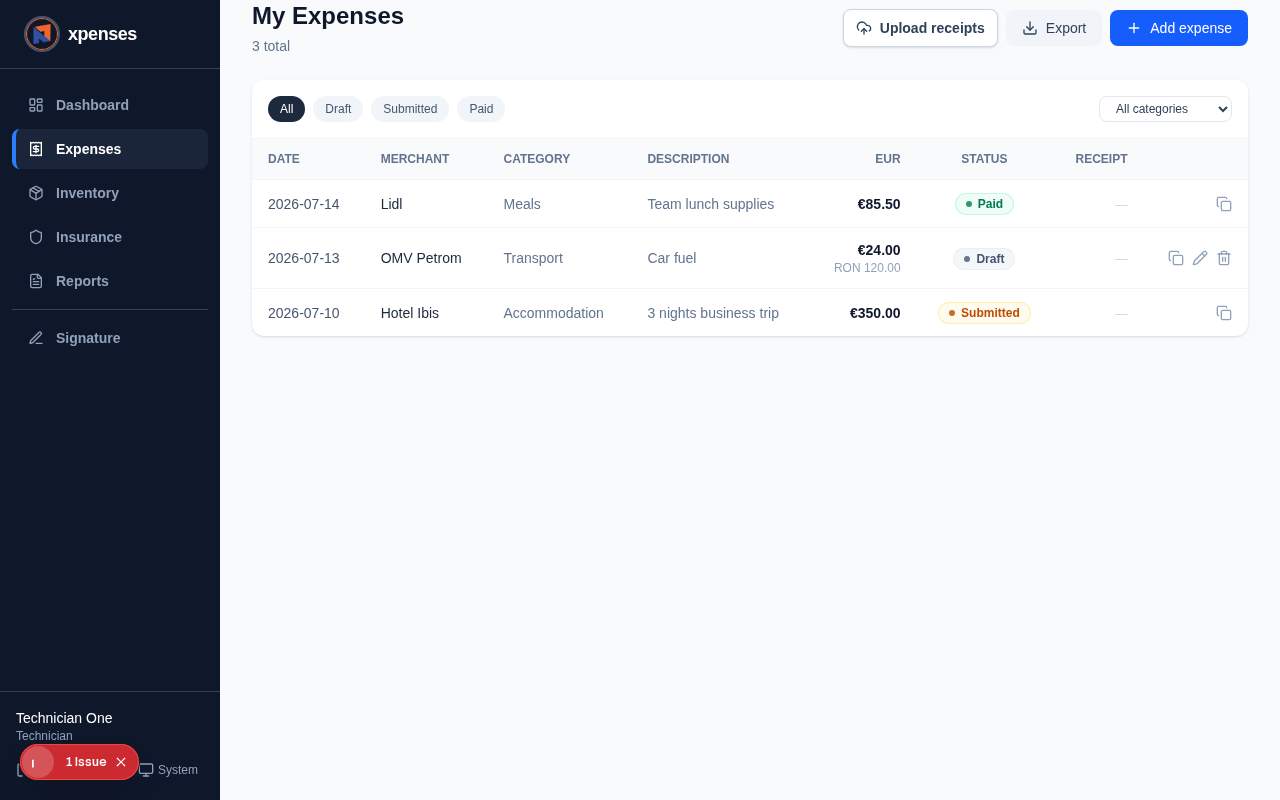 xpenses
Dashboard
Expenses
Inventory
Insurance
Reports
Signature
Technician One
Technician
1 Issue
System
My Expenses
3 total
Upload receipts
Export
Add expense
All Draft Submitted Paid All categories
DATE MERCHANT CATEGORY DESCRIPTION EUR STATUS RECEIPT
2026-07-14 Lidl Meals Team lunch supplies €85.50 Paid —
2026-07-13 OMV Petrom Transport Car fuel €24.00 Draft —
RON 120.00
2026-07-10 Hotel Ibis Accommodation 3 nights business trip €350.00 Submitted —